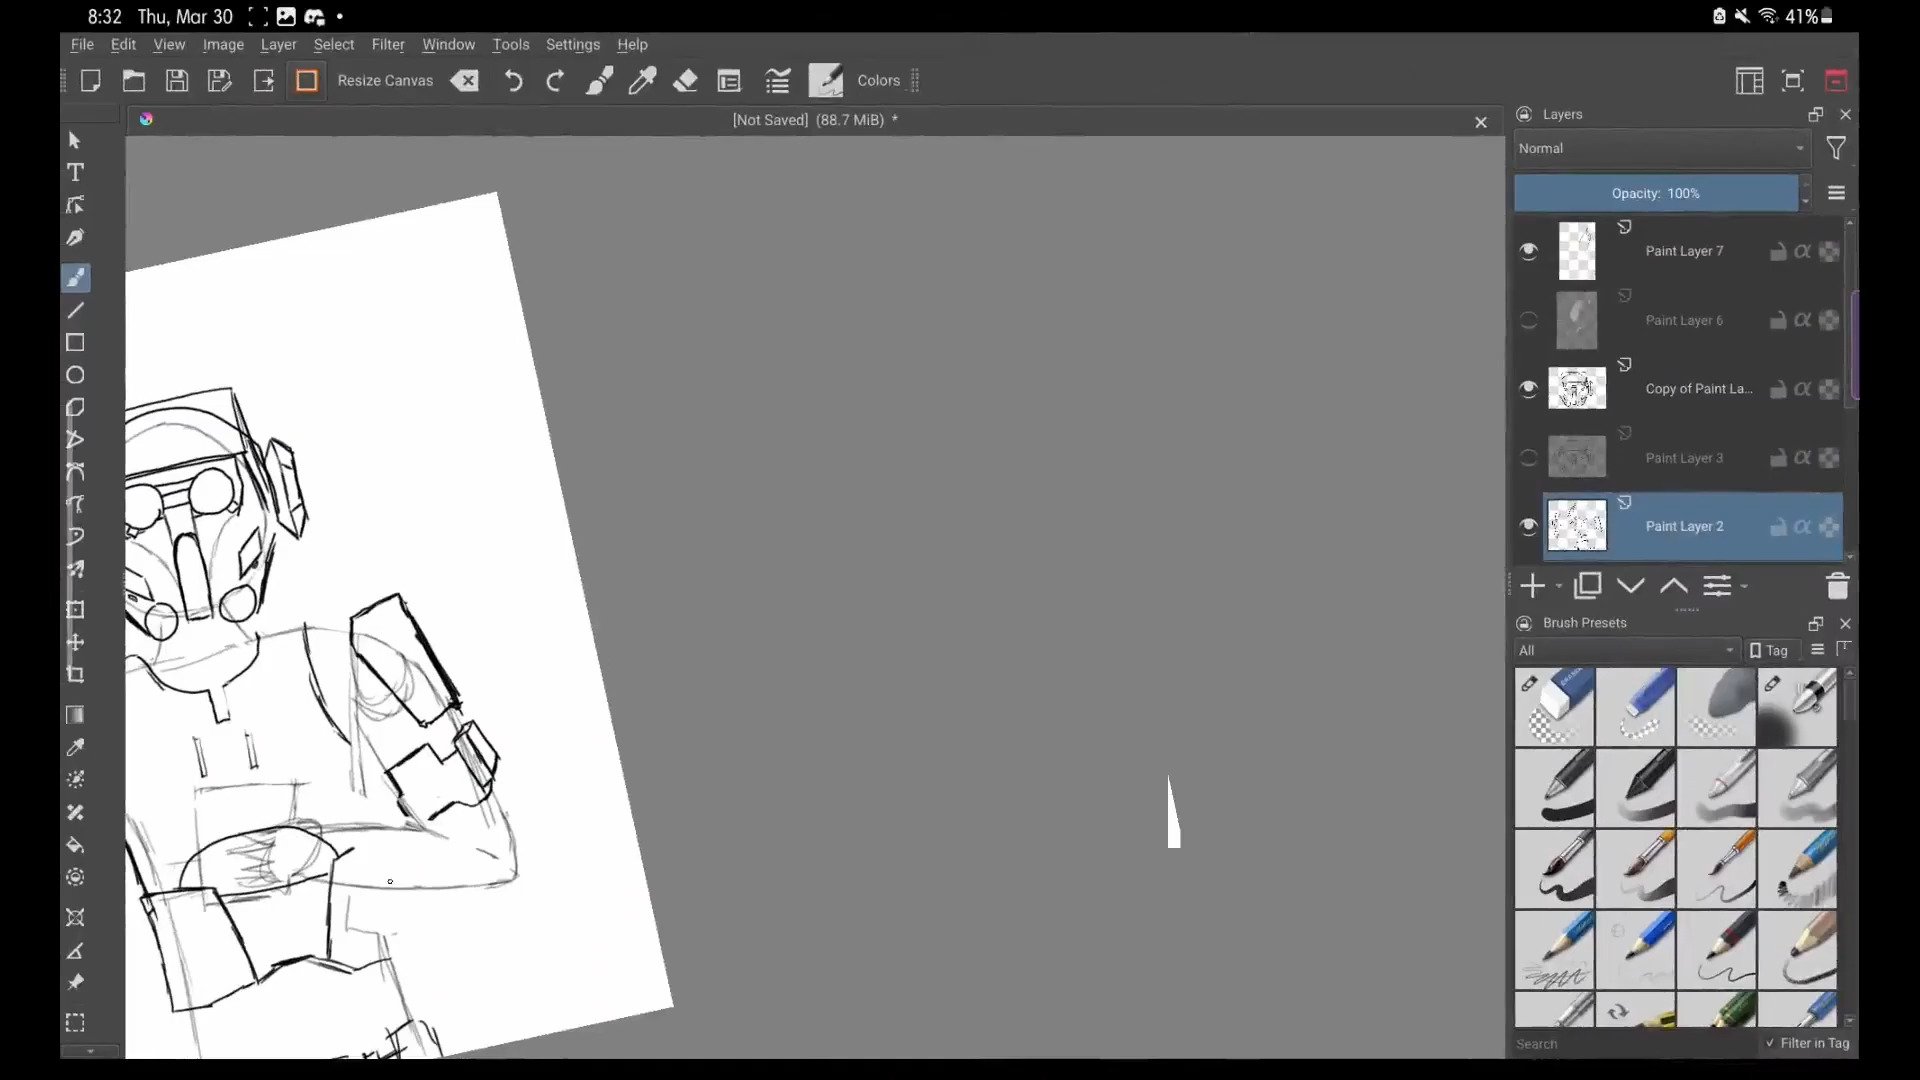 8:32 Thu, Mar 30
41%
File Edit View Image Layer Select Filter Window Tools Settings Help
Resize Canvas
Colors
[Not Saved] (88.7 MiB) *
Layers
Normal
Opacity: 100%
Paint Layer 7
Paint Layer 6
Copy of Paint La...
Paint Layer 3
Paint Layer 2
Brush Presets
All
Tag
Search
✓ Filter in Tag